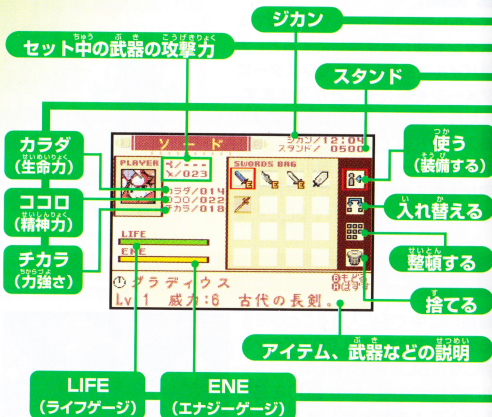 ジカン
セット中の武器の攻撃力
スタンド
カラダ
(生命力)
ココロ
(精神力)
チカラ
(力強さ)
ソード
ジカン/12:04
スタンド/ 0500
PLAYER
/---
×/023
カラダ/014
ココロ/022
チカラ/018
SWORDS BAG
E
E
E
LIFE
ENE
グラディウス
Bもどる
Lv 1 威力:6 古代の長剣。
使う
(装備する)
入れ替える
整頓する
捨てる
アイテム、武器などの説明
LIFE
(ライフゲージ)
ENE
(エナジーゲージ)